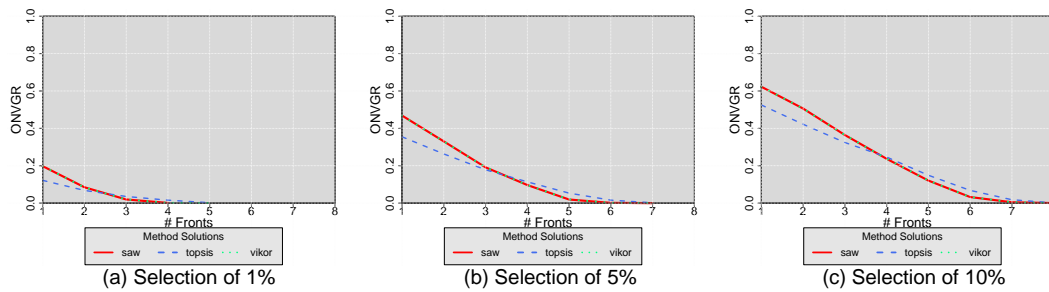 1.0
0.8
0.6
0.4
0.2
0.0
ONVGR
1 2 3 4 5 6 7 8
# Fronts
Method Solutions
saw topsis vikor
(a) Selection of 1%
1.0
0.8
0.6
0.4
0.2
0.0
ONVGR
1 2 3 4 5 6 7 8
# Fronts
Method Solutions
saw topsis vikor
(b) Selection of 5%
1.0
0.8
0.6
0.4
0.2
0.0
ONVGR
1 2 3 4 5 6 7
# Fronts
Method Solutions
saw topsis vikor
(c) Selection of 10%